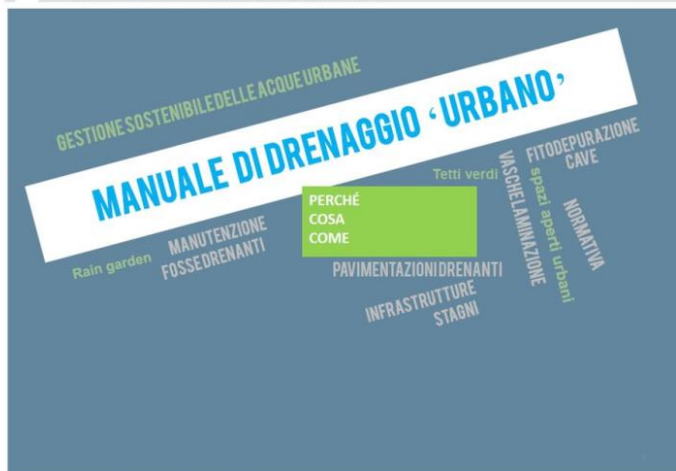 GESTIONE SOSTENIBILE DELLE ACQUE URBANE
MANUALE DI DRENAGGIO ‘URBANO’
PERCHÉ
COSA
COME
Tetti verdi
FITODEPURAZIONE
CAVE
VASCHE LAMINAZIONE
spazi aperti urbani
NORMATIVA
Rain garden
MANUTENZIONE
FOSSE DRENANTI
PAVIMENTAZIONI DRENANTI
INFRASTRUTTURE
STAGNI